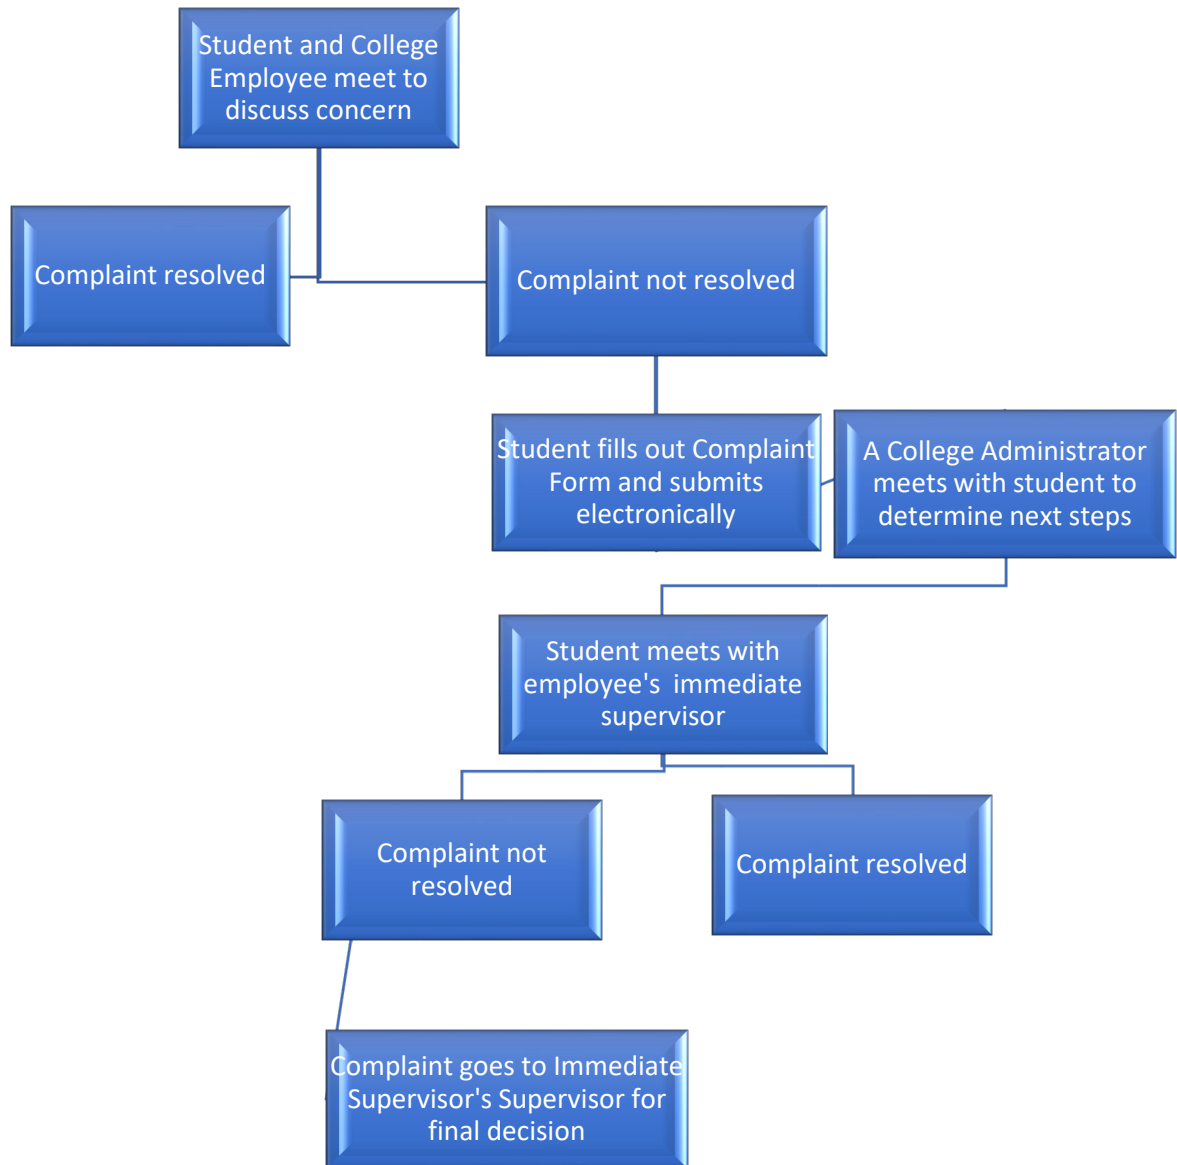 Student and College
Employee meet to
discuss concern
Complaint resolved
Complaint not resolved
Student fills out Complaint
Form and submits
electronically
A College Administrator
meets with student to
determine next steps
Student meets with
employee's  immediate
supervisor
Complaint not
resolved
Complaint resolved
Complaint goes to Immediate
Supervisor's Supervisor for
final decision